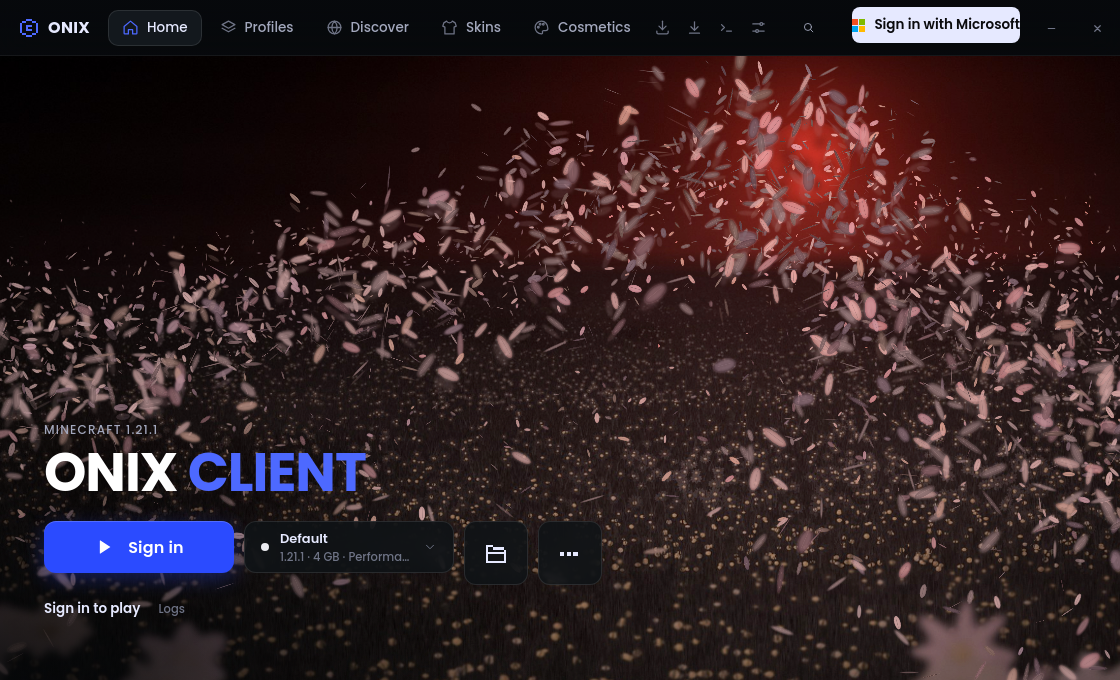 ONIX
Home
Profiles
Discover
Skins
Cosmetics
Sign in with Microsoft
MINECRAFT 1.21.1
ONIX CLIENT
Sign in
Default
1.21.1 · 4 GB · Performa...
Sign in to play
Logs